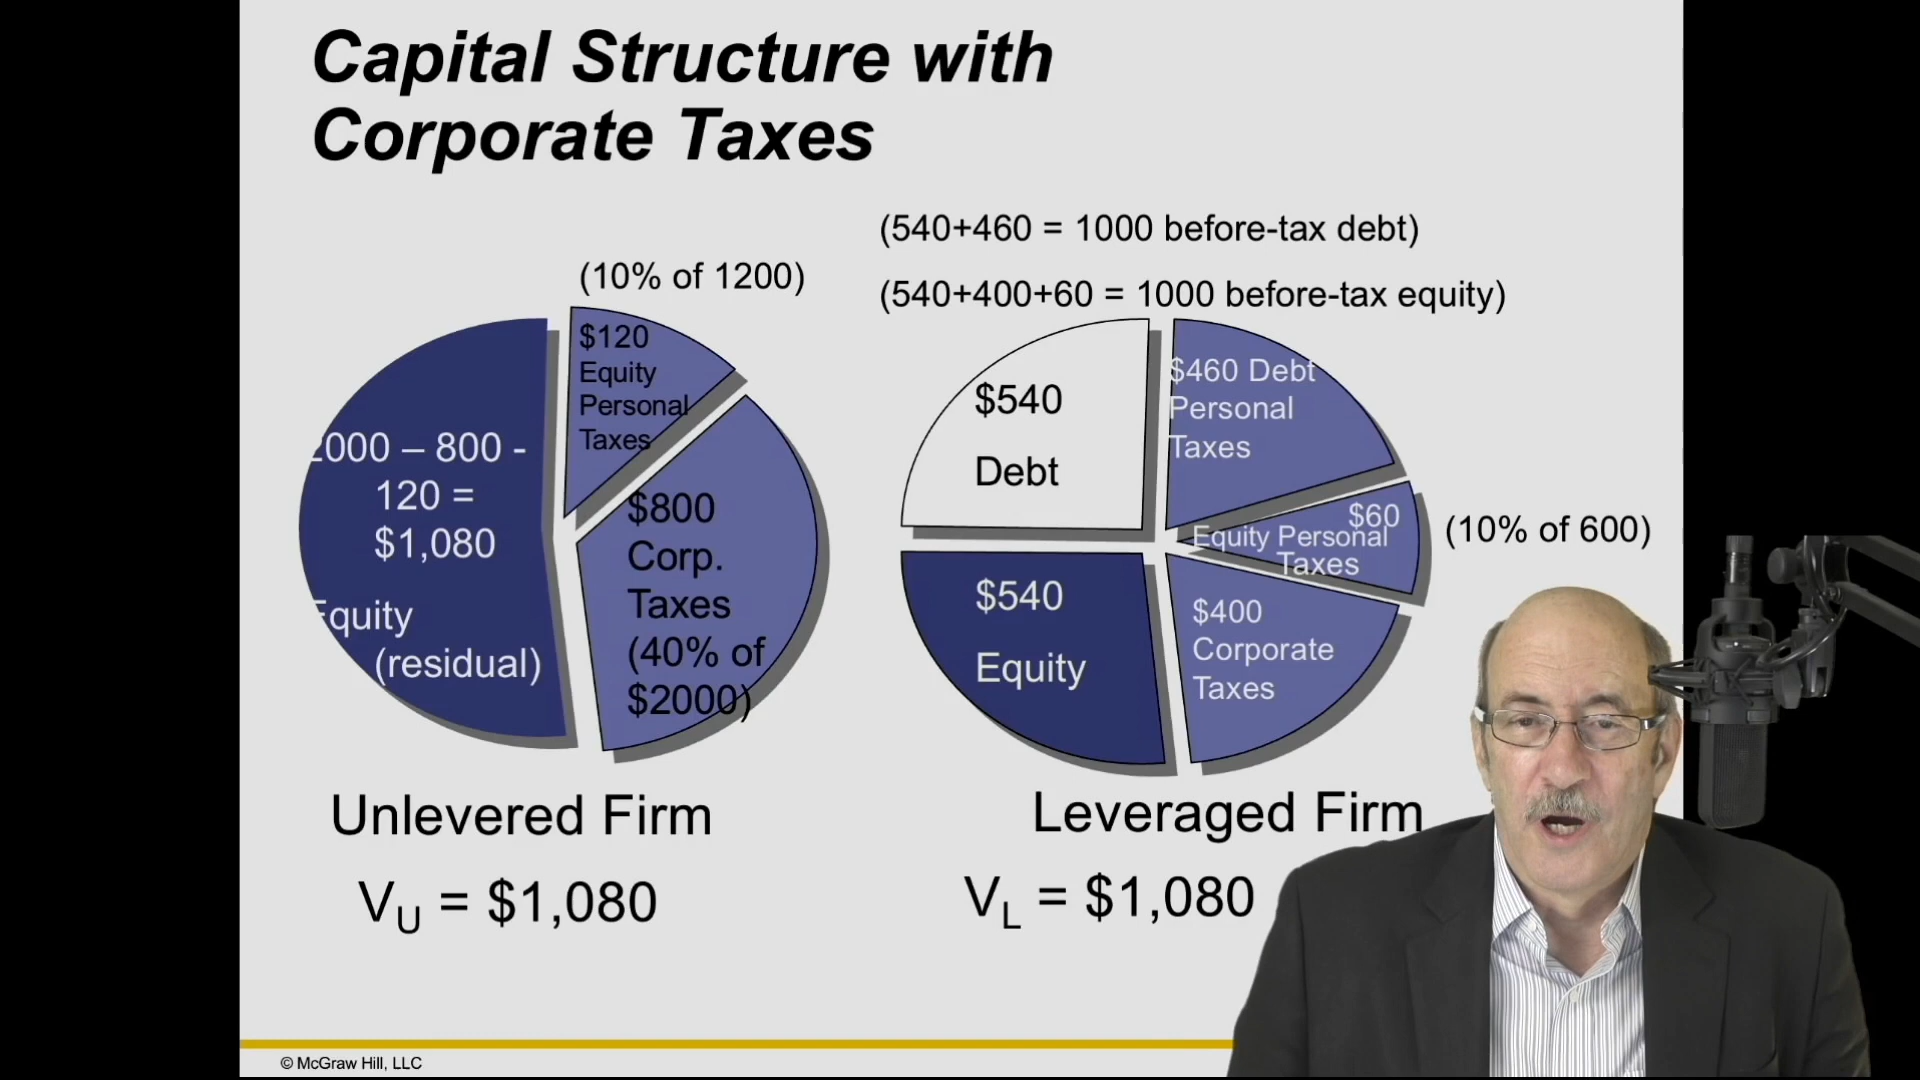 Capital Structure with
Corporate Taxes
(540+460 = 1000 before-tax debt)
(10% of 1200)
(540+400+60 = 1000 before-tax equity)
$120
Equity
Personal
Taxes
2000 – 800 -
120 =
$1,080
Equity
(residual)
$800
Corp.
Taxes
(40% of
$2000)
$540
Debt
$460 Debt
Personal
Taxes
$60
Equity Personal
Taxes
(10% of 600)
$540
Equity
$400
Corporate
Taxes
Unlevered Firm
Leveraged Firm
VU = $1,080
VL = $1,080
© McGraw Hill, LLC